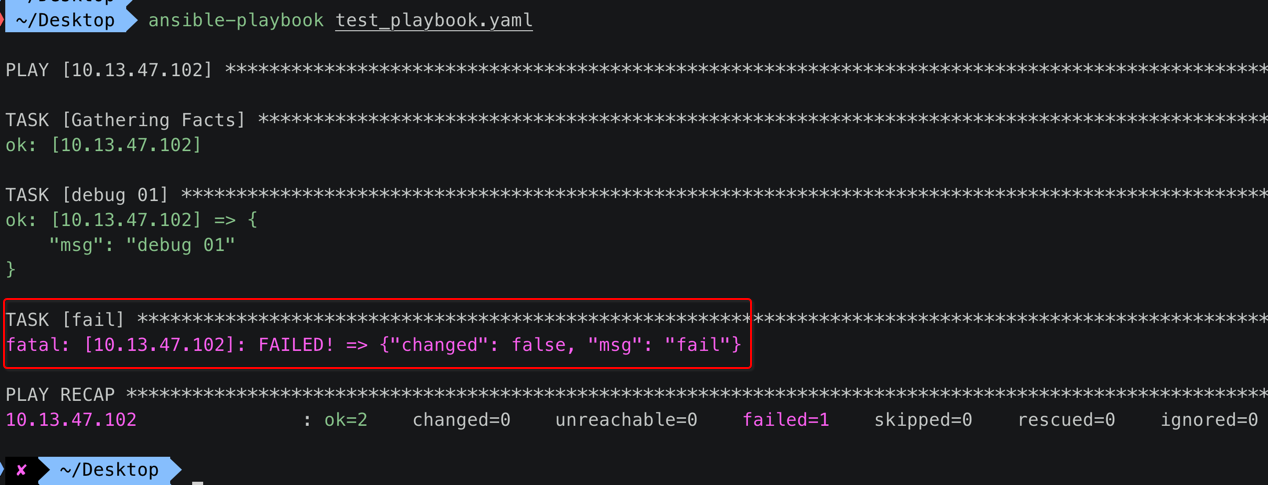 ~/Desktop
~/Desktop ansible-playbook test_playbook.yaml
PLAY [10.13.47.102] ***********************************************************************************************
TASK [Gathering Facts] ********************************************************************************************
ok: [10.13.47.102]
TASK [debug 01] ***************************************************************************************************
ok: [10.13.47.102] => {
"msg": "debug 01"
}
TASK [fail] *******************************************************************************************************
fatal: [10.13.47.102]: FAILED! => {"changed": false, "msg": "fail"}
PLAY RECAP ********************************************************************************************************
10.13.47.102 : ok=2 changed=0 unreachable=0 failed=1 skipped=0 rescued=0 ignored=0
✘ ~/Desktop